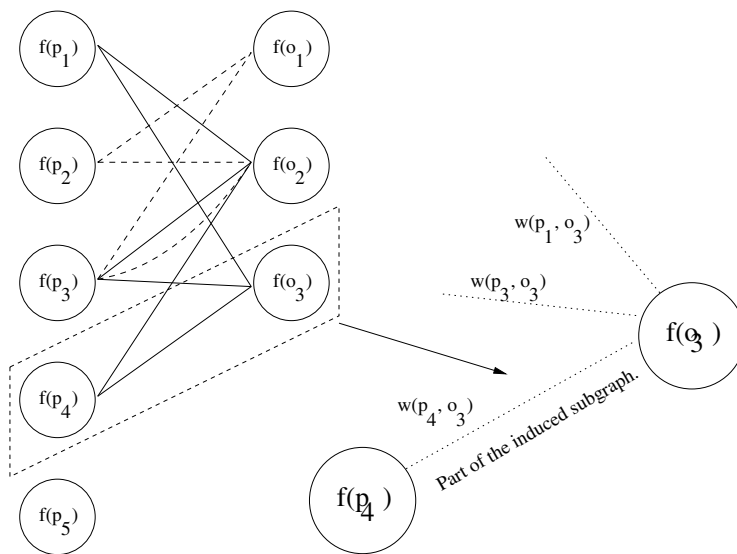 f(p1)
f(o1)
f(p2)
f(o2)
f(p3)
f(o3)
f(p4)
f(p5)
w(p1, o3)
w(p3, o3)
f(o3)
w(p4, o3)
Part of the induced subgraph.
f(p4)